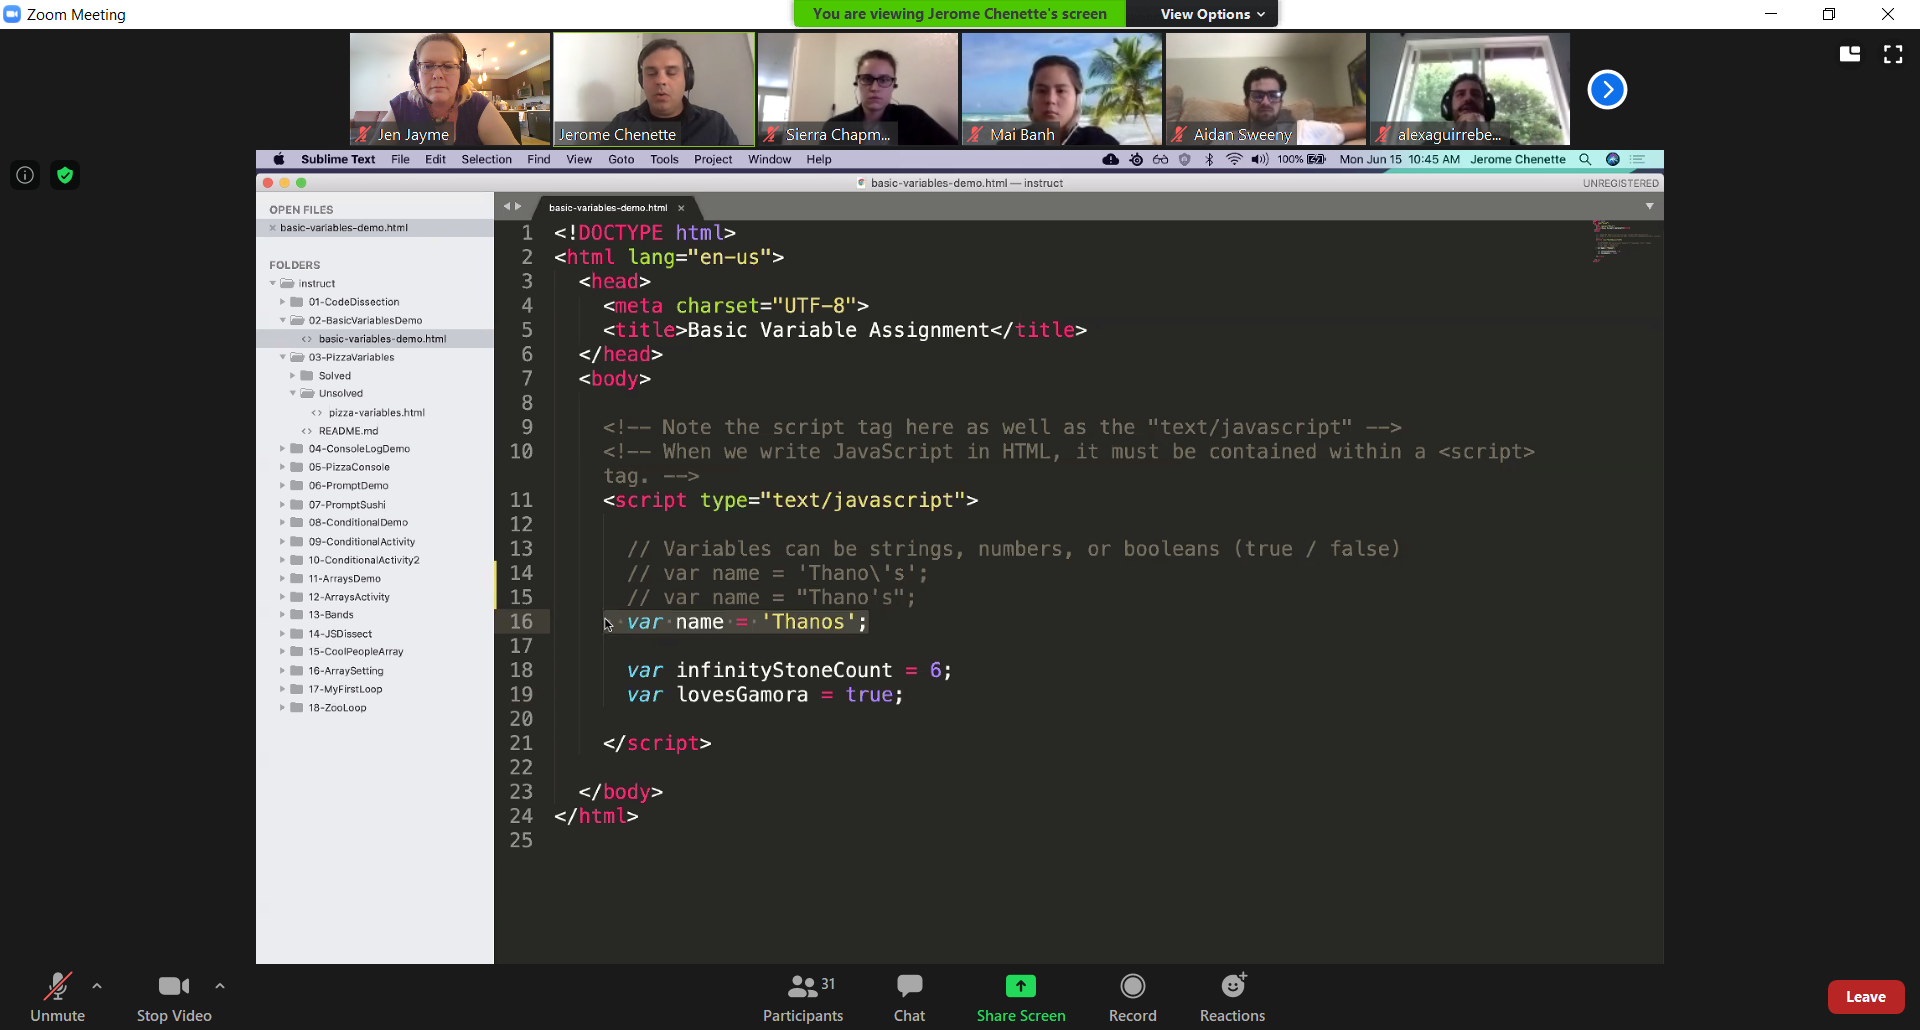 Zoom Meeting
You are viewing Jerome Chenette's screen
View Options
Jen Jayme
Jerome Chenette
Sierra Chapm...
Mai Banh
Aidan Sweeny
alexaguirrebe...
Sublime Text File Edit Selection Find View Goto Tools Project Window Help
100% Mon Jun 15 10:45 AM Jerome Chenette
basic-variables-demo.html — instruct
UNREGISTERED
OPEN FILES
basic-variables-demo.html
FOLDERS
instruct
01-CodeDissection
02-BasicVariablesDemo
basic-variables-demo.html
03-PizzaVariables
Solved
Unsolved
pizza-variables.html
README.md
04-ConsoleLogDemo
05-PizzaConsole
06-PromptDemo
07-PromptSushi
08-ConditionalDemo
09-ConditionalActivity
10-ConditionalActivity2
11-ArraysDemo
12-ArraysActivity
13-Bands
14-JSDissect
15-CoolPeopleArray
16-ArraySetting
17-MyFirstLoop
18-ZooLoop
basic-variables-demo.html
1 <!DOCTYPE html>
2 <html lang="en-us">
3 <head>
4 <meta charset="UTF-8">
5 <title>Basic Variable Assignment</title>
6 </head>
7 <body>
8
9 <!-- Note the script tag here as well as the "text/javascript" -->
10 <!-- When we write JavaScript in HTML, it must be contained within a <script>
tag. -->
11 <script type="text/javascript">
12
13 // Variables can be strings, numbers, or booleans (true / false)
14 // var name = 'Thano\'s';
15 // var name = "Thano's";
16 var name = 'Thanos';
17
18 var infinityStoneCount = 6;
19 var lovesGamora = true;
20
21 </script>
22
23 </body>
24 </html>
25
Unmute
Stop Video
31
Participants
Chat
Share Screen
Record
Reactions
Leave